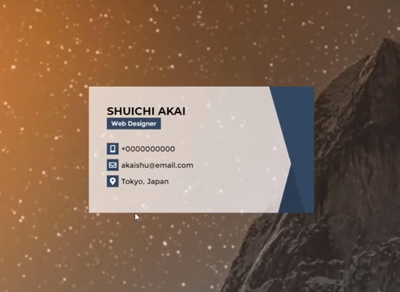 SHUICHI AKAI
Web Designer
+0000000000
akaishu@email.com
Tokyo, Japan